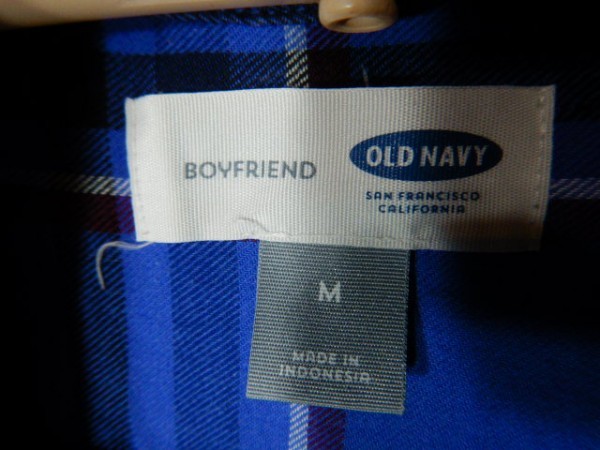 BOYFRIEND
OLD NAVY
SAN FRANCISCO
CALIFORNIA
M
MADE IN
INDONESIA